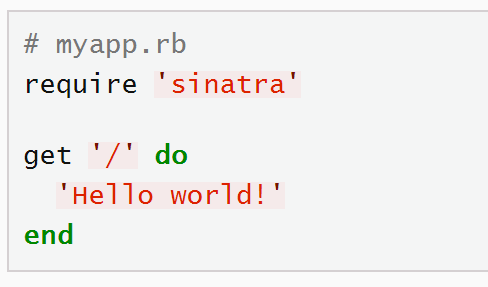 # myapp.rb
require 'sinatra'

get '/' do
  'Hello world!'
end